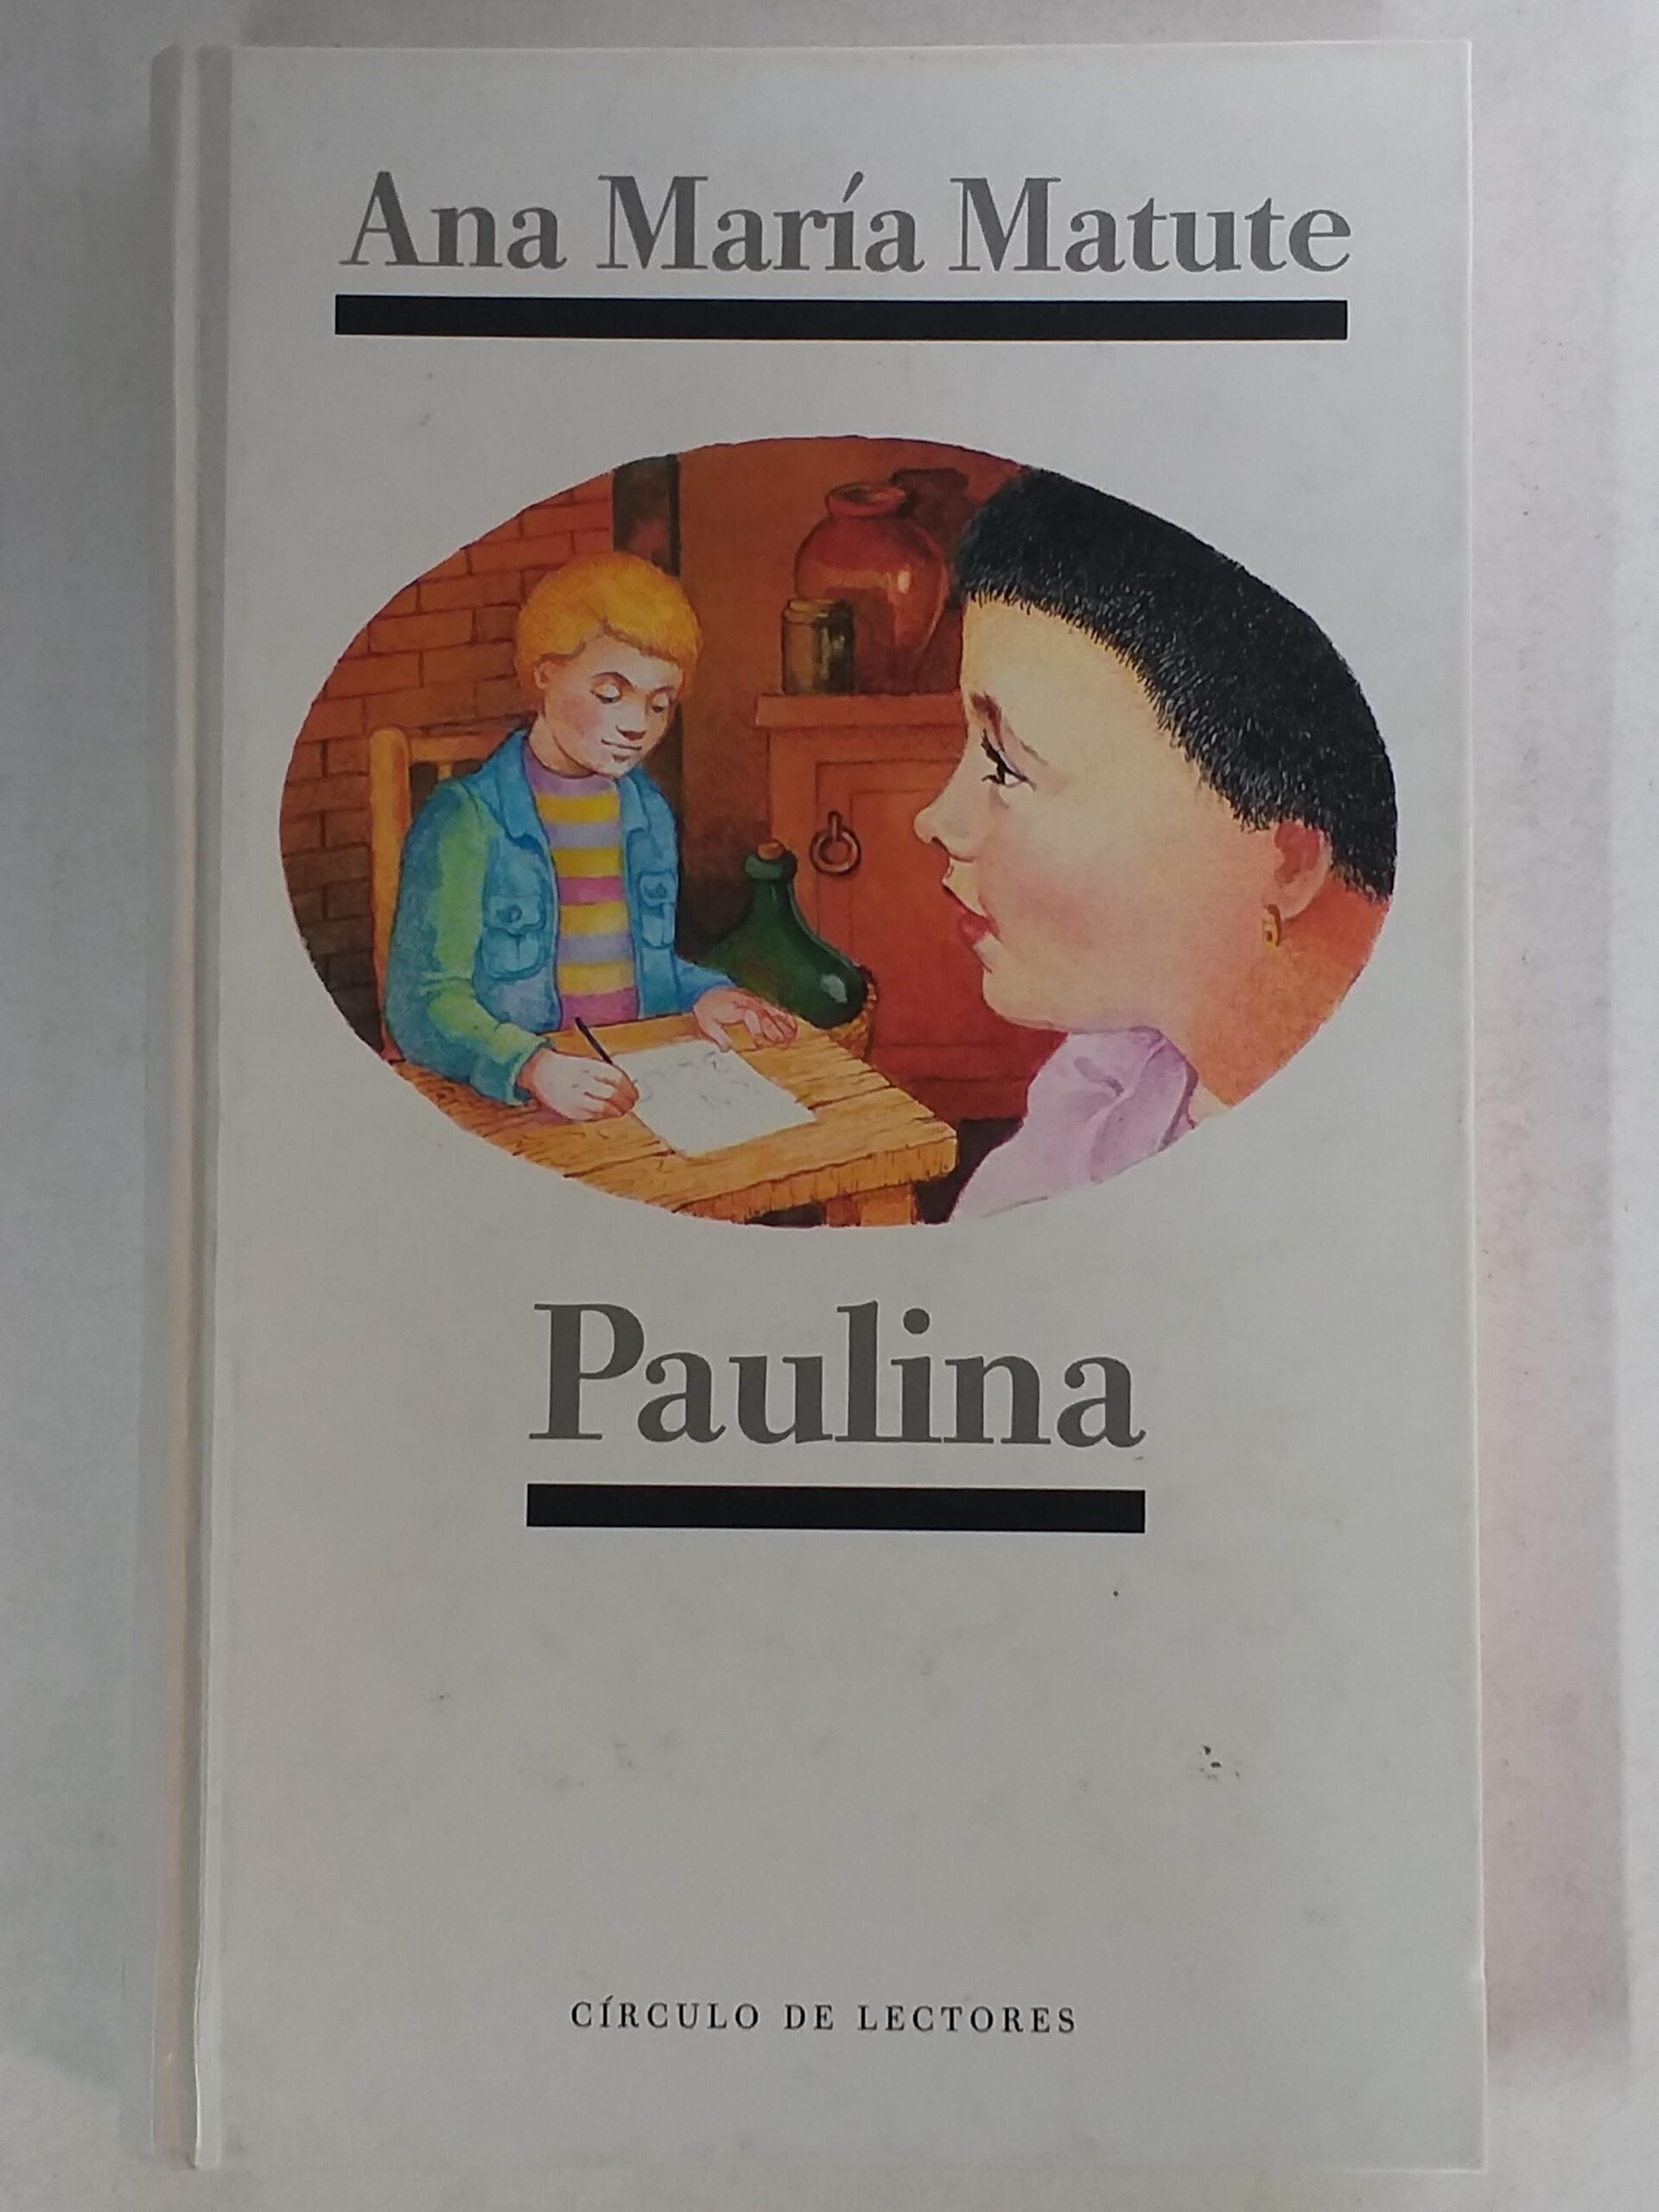 Ana María Matute
Paulina
CÍRCULO DE LECTORES